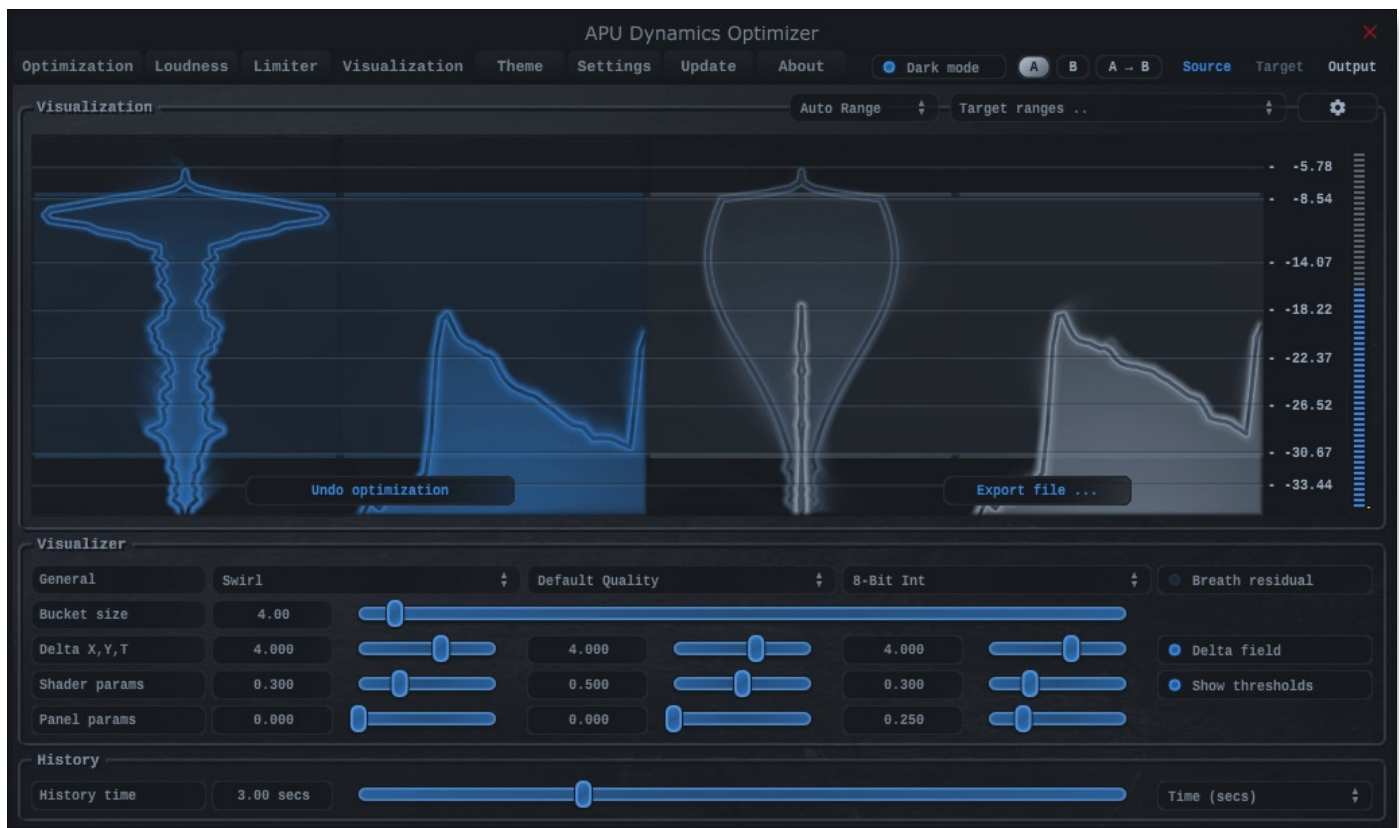 APU Dynamics Optimizer
Optimization Loudness Limiter Visualization Theme Settings Update About Dark mode A B A → B Source Target Output
Visualization Auto Range Target ranges ..
- -5.78
- -8.54
- -14.07
- -18.22
- -22.37
- -26.52
- -30.67
- -33.44
Undo optimization Export file ...
Visualizer
General Swirl Default Quality 8-Bit Int Breath residual
Bucket size 4.00
Delta X,Y,T 4.000 4.000 4.000 Delta field
Shader params 0.300 0.500 0.300 Show thresholds
Panel params 0.000 0.000 0.250
History
History time 3.00 secs Time (secs)